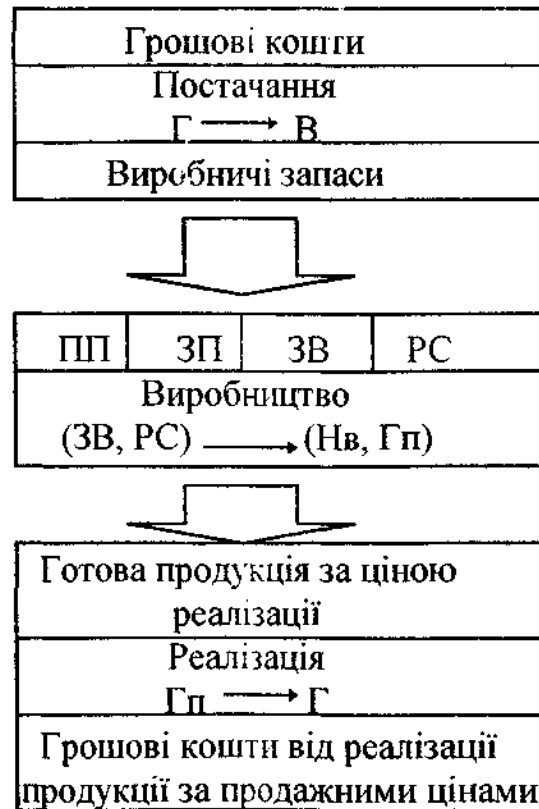 Грошові кошти
Постачання
Г → В
Виробничі запаси
ПП ЗП ЗВ РС
Виробництво
(ЗВ, РС) → (Нв, Гп)
Готова продукція за ціною
реалізації
Реалізація
Гп → Г
Грошові кошти від реалізації
продукції за продажними цінами